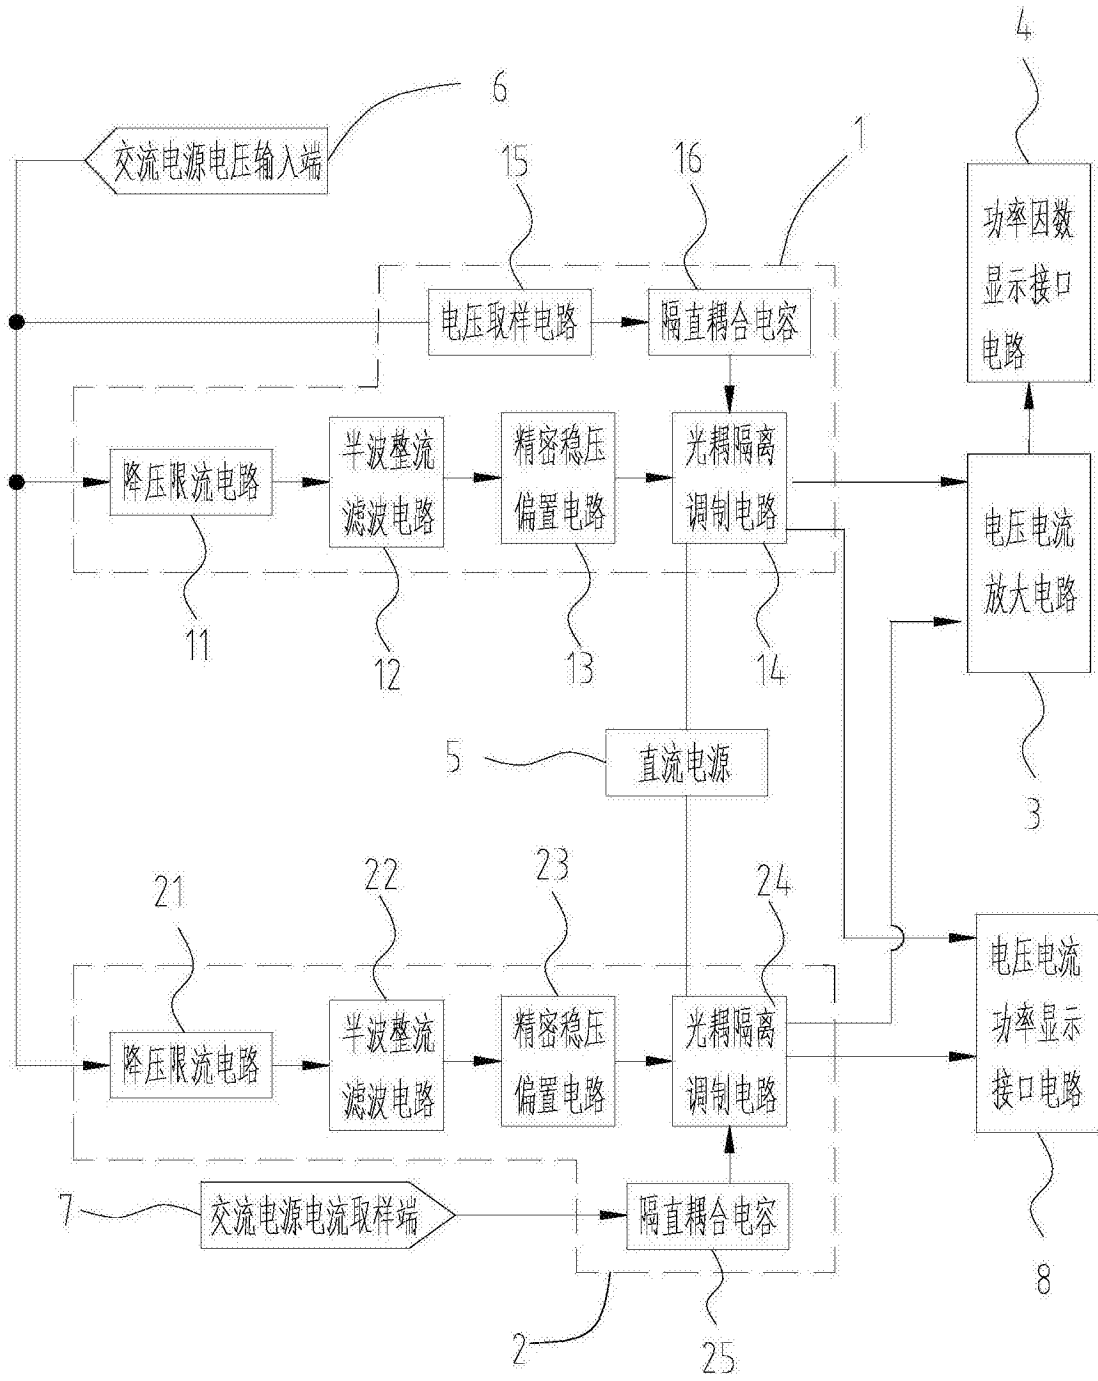 4
6
交流电源电压输入端
1
15
16
功率因数
显示接口
电路
电压取样电路
隔直耦合电容
降压限流电路
半波整流
滤波电路
精密稳压
偏置电路
光耦隔离
调制电路
电压电流
放大电路
11
12
13
14
5
直流电源
3
21
22
23
24
电压电流
功率显示
接口电路
降压限流电路
半波整流
滤波电路
精密稳压
偏置电路
光耦隔离
调制电路
7
交流电源电流取样端
隔直耦合电容
8
2
25